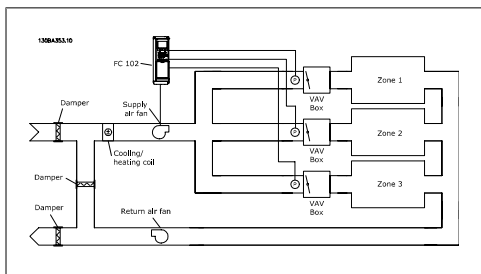 130BA353.10
FC 102
Damper
Supply
air fan
Cooling/
heating coil
Damper
Damper
Return air fan
P
VAV
Box
Zone 1
P
VAV
Box
Zone 2
P
VAV
Box
Zone 3